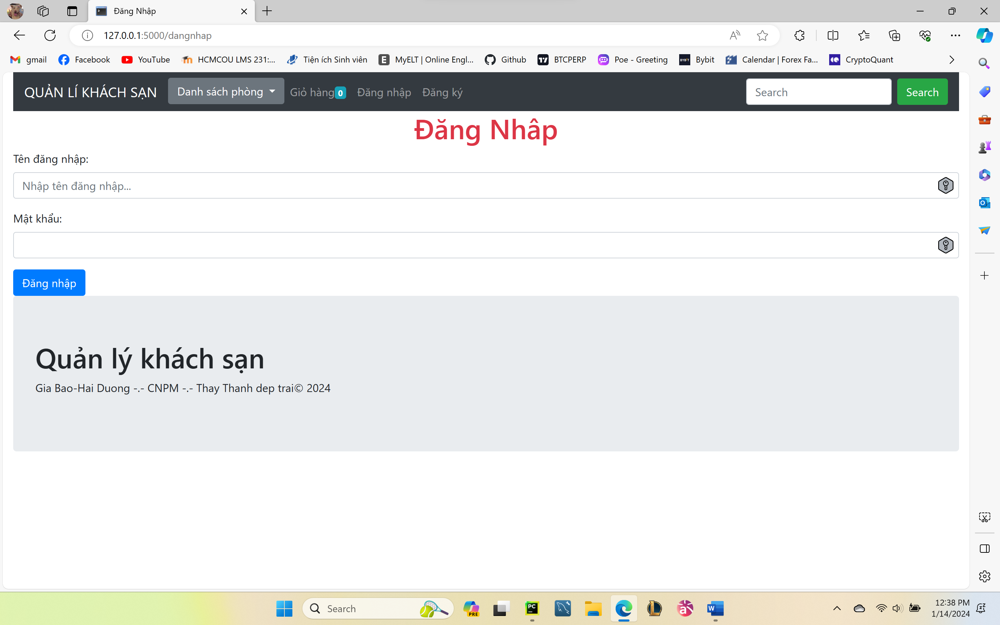 Đăng Nhập
127.0.0.1:5000/dangnhap
gmail Facebook YouTube HCMCOU LMS 231:... Tiện ích Sinh viên MyELT | Online Engl... Github BTCPERP Poe - Greeting Bybit Calendar | Forex Fa... CryptoQuant
QUẢN LÍ KHÁCH SẠN Danh sách phòng Giỏ hàng 0 Đăng nhập Đăng ký Search Search
Đăng Nhâp
Tên đăng nhập:
Nhập tên đăng nhập...
Mật khẩu:
Đăng nhập
Quản lý khách sạn
Gia Bao-Hai Duong -.- CNPM -.- Thay Thanh dep trai© 2024
Search
PRE
12:38 PM
1/14/2024